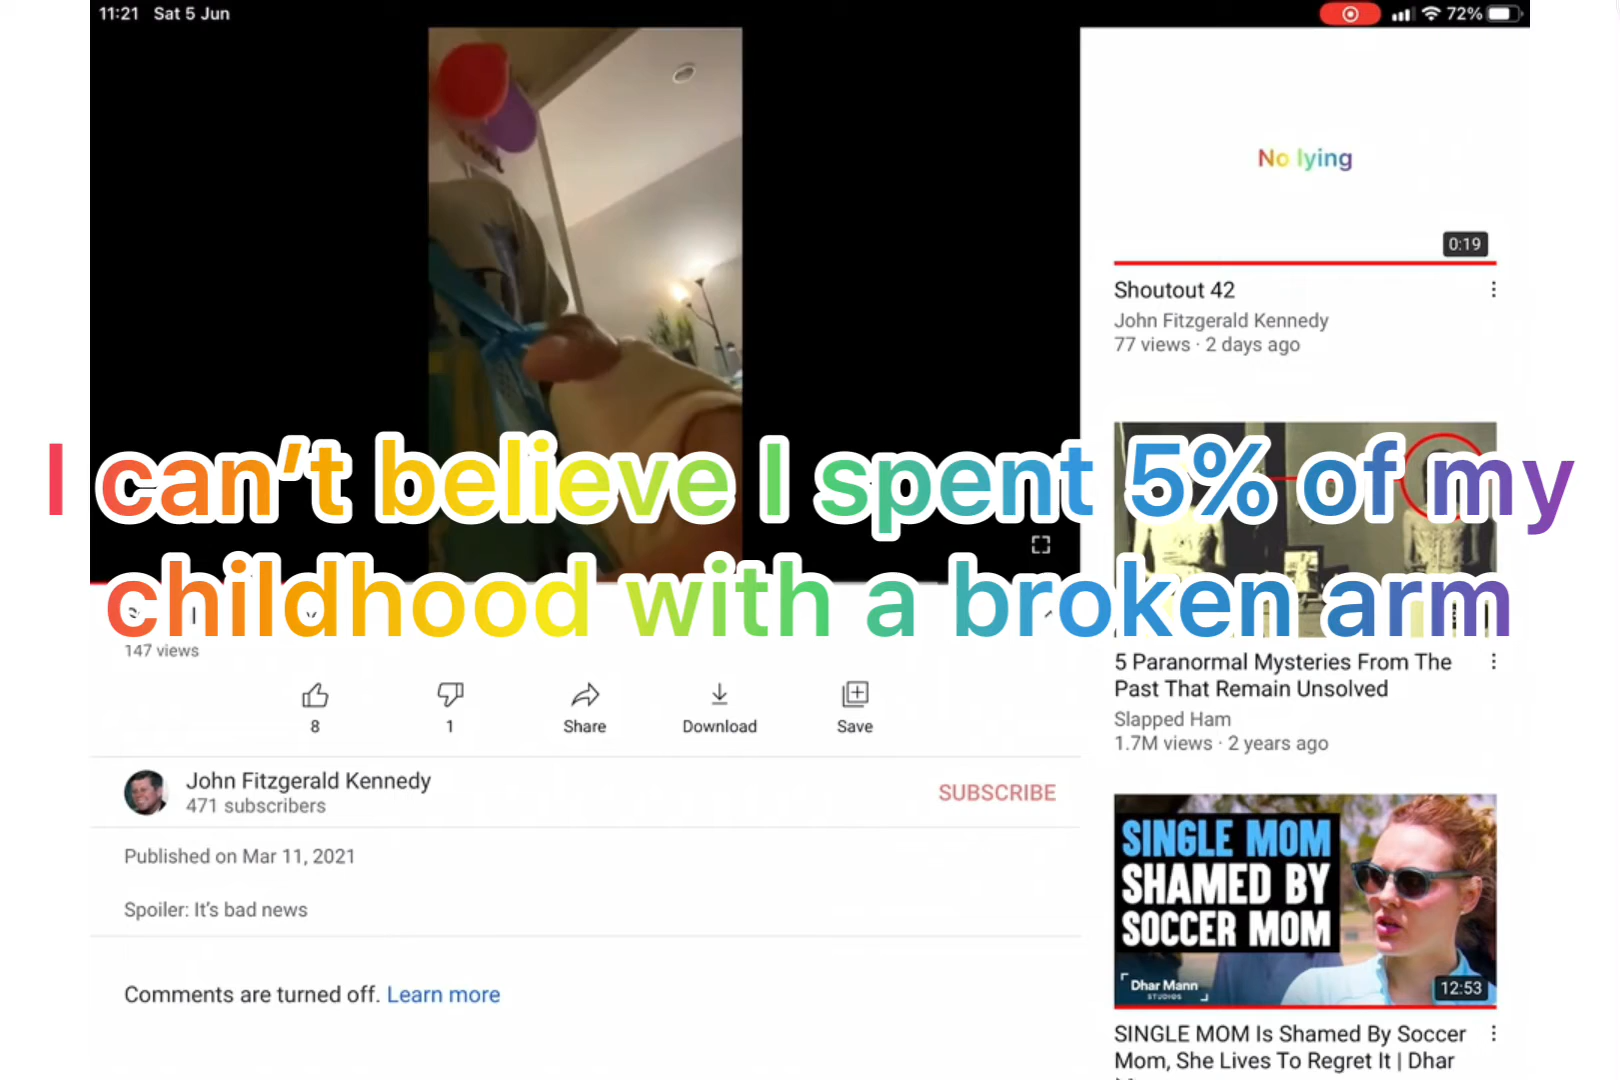 11:21 Sat 5 Jun
72%
No lying
0:19
Shoutout 42
John Fitzgerald Kennedy
77 views · 2 days ago
I can't believe I spent 5% of my
childhood with a broken arm
147 views
8
1
Share
Download
Save
John Fitzgerald Kennedy
471 subscribers
SUBSCRIBE
Published on Mar 11, 2021
Spoiler: It's bad news
Comments are turned off. Learn more
5 Paranormal Mysteries From The
Past That Remain Unsolved
Slapped Ham
1.7M views · 2 years ago
SINGLE MOM
SHAMED BY
SOCCER MOM
Dhar Mann
STUDIOS
12:53
SINGLE MOM Is Shamed By Soccer
Mom, She Lives To Regret It | Dhar